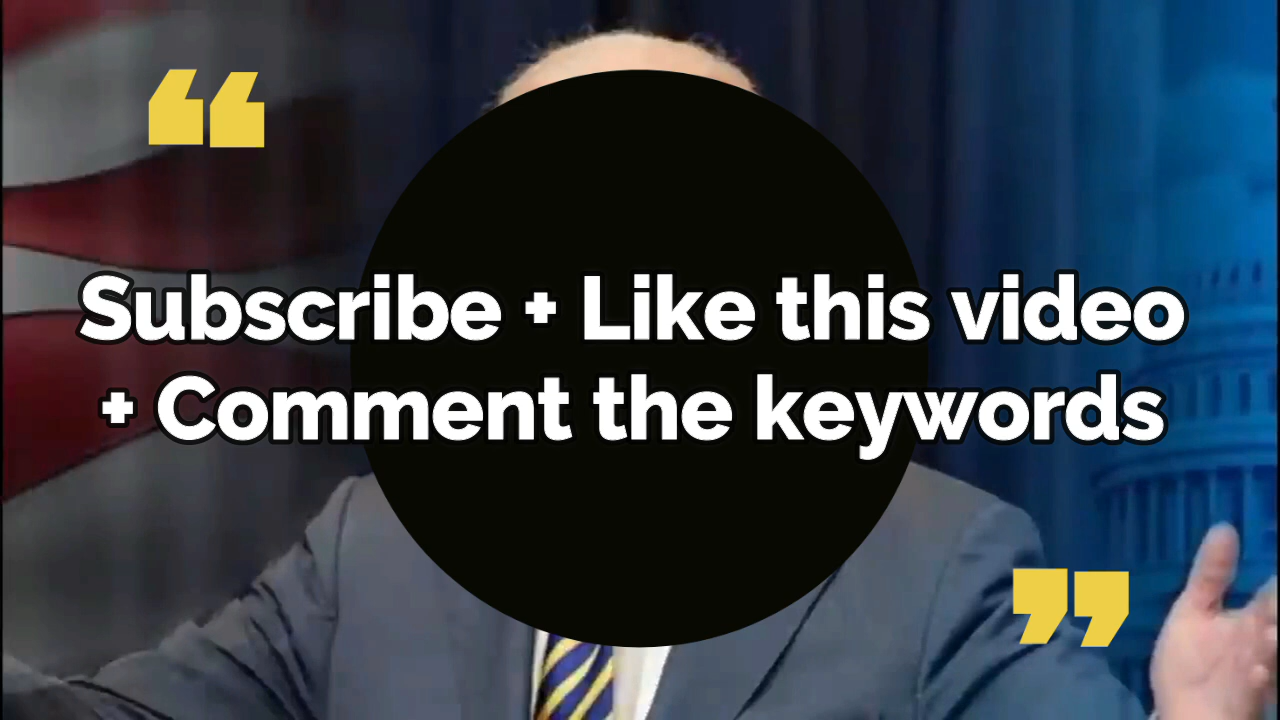 “
Subscribe + Like this video
+ Comment the keywords
”